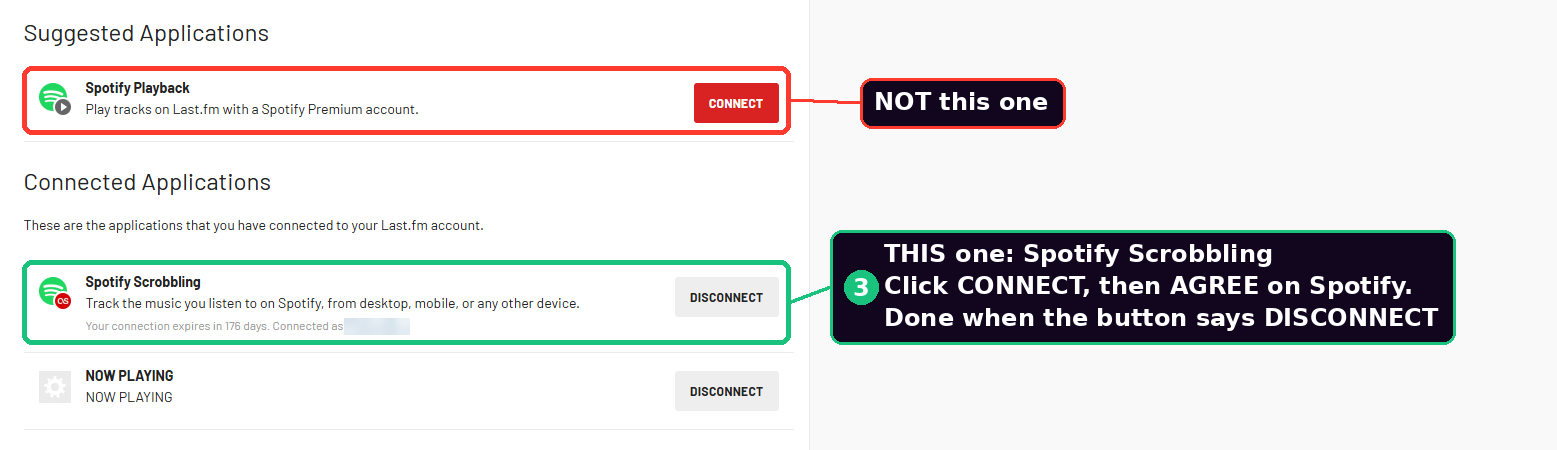 Suggested Applications
Spotify Playback
Play tracks on Last.fm with a Spotify Premium account.
CONNECT
NOT this one
Connected Applications
These are the applications that you have connected to your Last.fm account.
Spotify Scrobbling
Track the music you listen to on Spotify, from desktop, mobile, or any other device.
Your connection expires in 176 days. Connected as
DISCONNECT
3
THIS one: Spotify Scrobbling
Click CONNECT, then AGREE on Spotify.
Done when the button says DISCONNECT
NOW PLAYING
NOW PLAYING
DISCONNECT